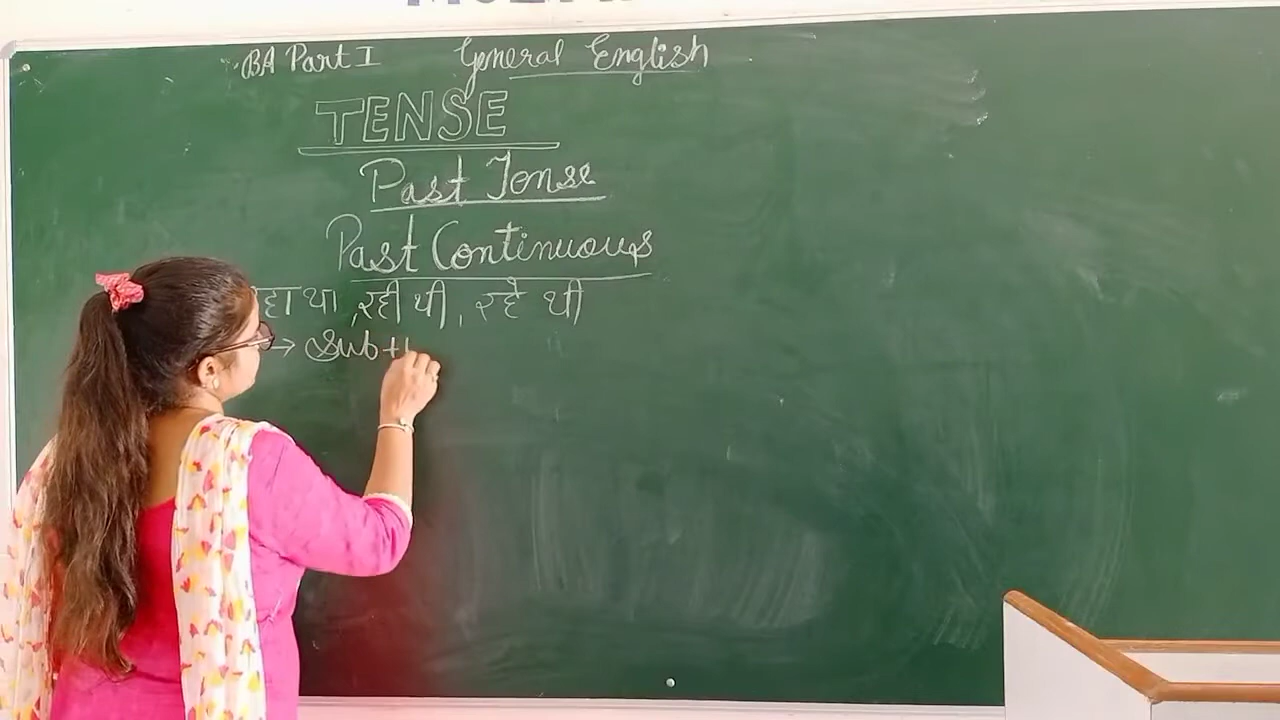 BA Part I General English
TENSE
Past Tense
Past Continuous
रहा था, रही थी, रहे थी
→ Sub +